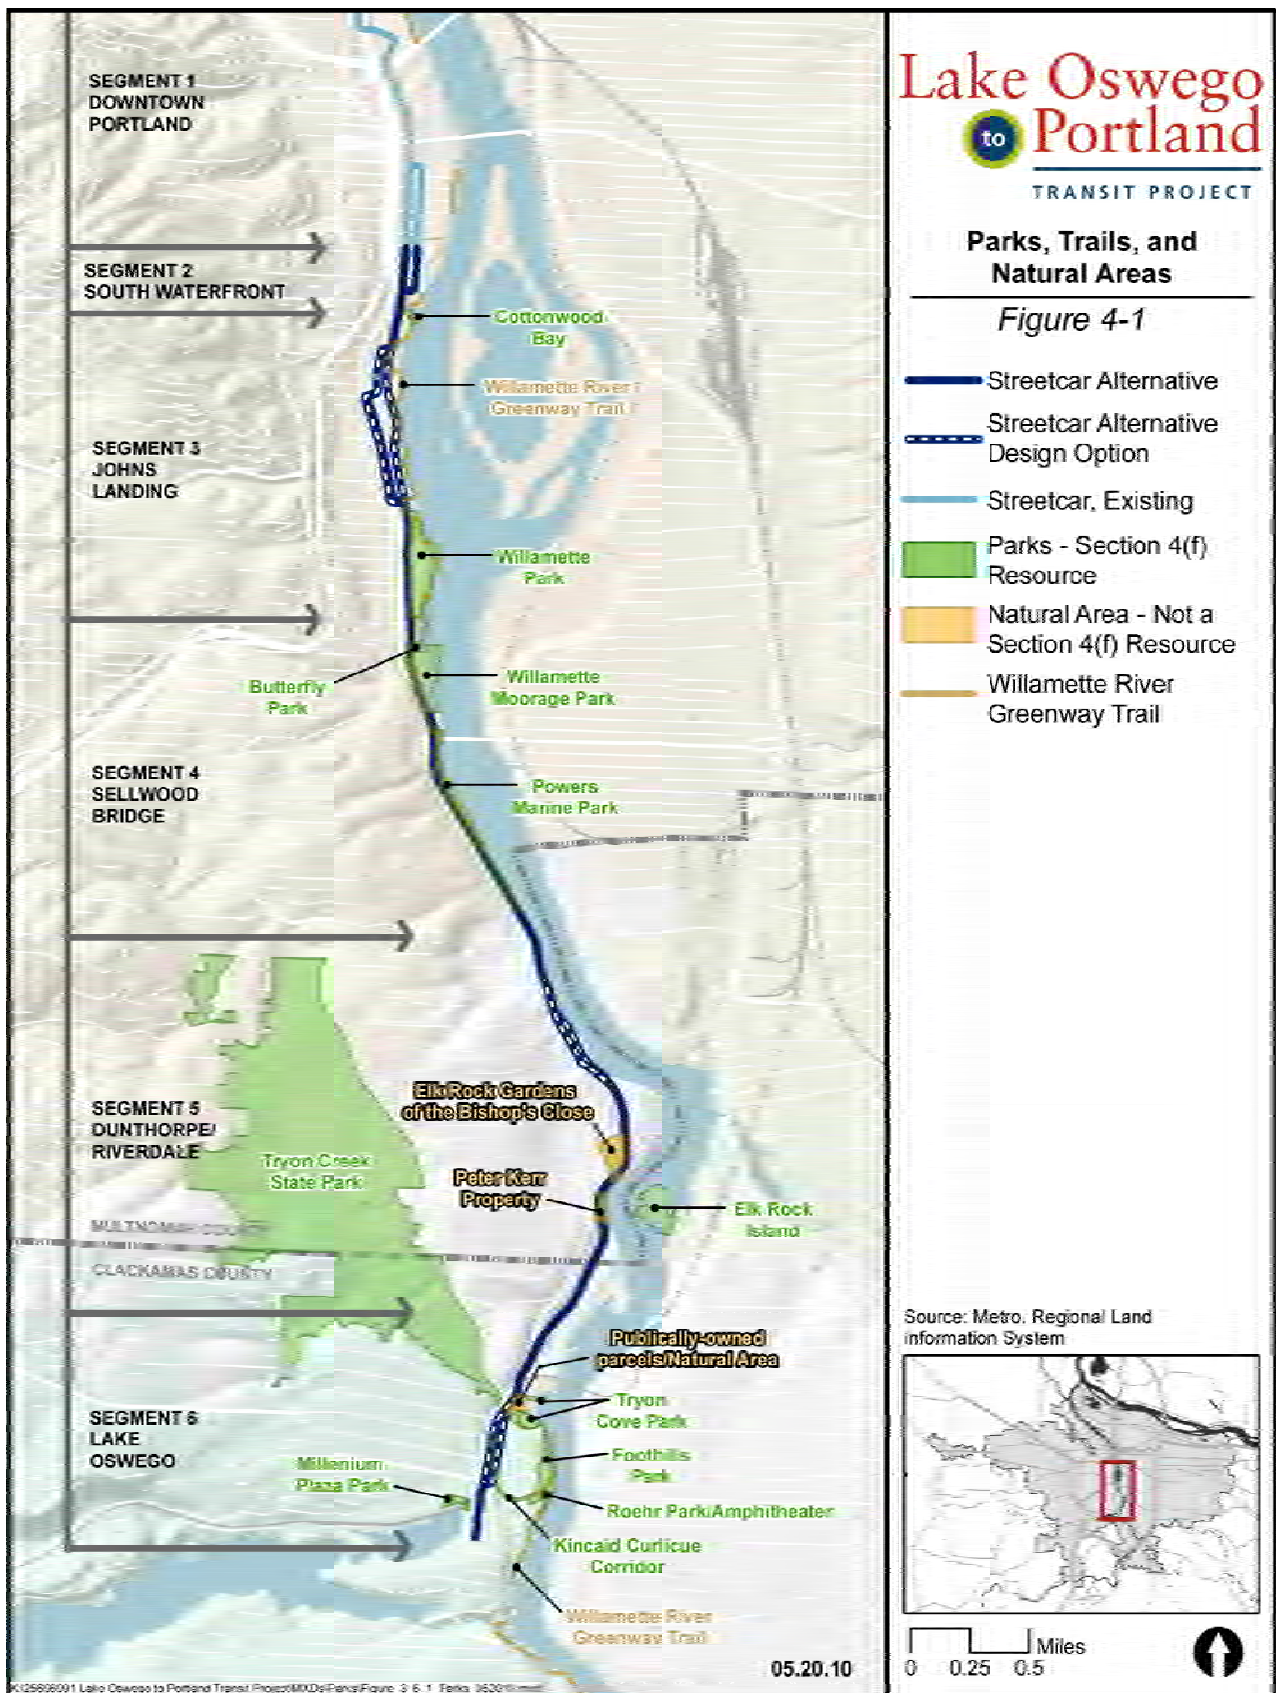 SEGMENT 1
DOWNTOWN
PORTLAND
SEGMENT 2
SOUTH WATERFRONT
Cottonwood
Bay
Willamette River
Greenway Trail
SEGMENT 3
JOHNS
LANDING
Willamette
Park
Butterfly
Park
Willamette
Moorage Park
SEGMENT 4
SELLWOOD
BRIDGE
Powers
Marine Park
SEGMENT 5
DUNTHORPE/
RIVERDALE
Elk Rock Gardens
of the Bishop's Close
Tryon Creek
State Park
Peter Kerr
Property
Elk Rock
Island
MULTNOMAH COUNTY
CLACKAMAS COUNTY
Publically-owned
parcels/Natural Area
SEGMENT 6
LAKE
OSWEGO
Tryon
Cove Park
Foothills
Park
Millenium
Plaza Park
Roehr Park/Amphitheater
Kincaid Curlicue
Corridor
Willamette River
Greenway Trail
05.20.10
Lake Oswego
to Portland
TRANSIT PROJECT
Parks, Trails, and
Natural Areas
Figure 4-1
Streetcar Alternative
Streetcar Alternative
Design Option
Streetcar, Existing
Parks - Section 4(f)
Resource
Natural Area - Not a
Section 4(f) Resource
Willamette River
Greenway Trail
Source: Metro, Regional Land
Information System
Miles
0 0.25 0.5